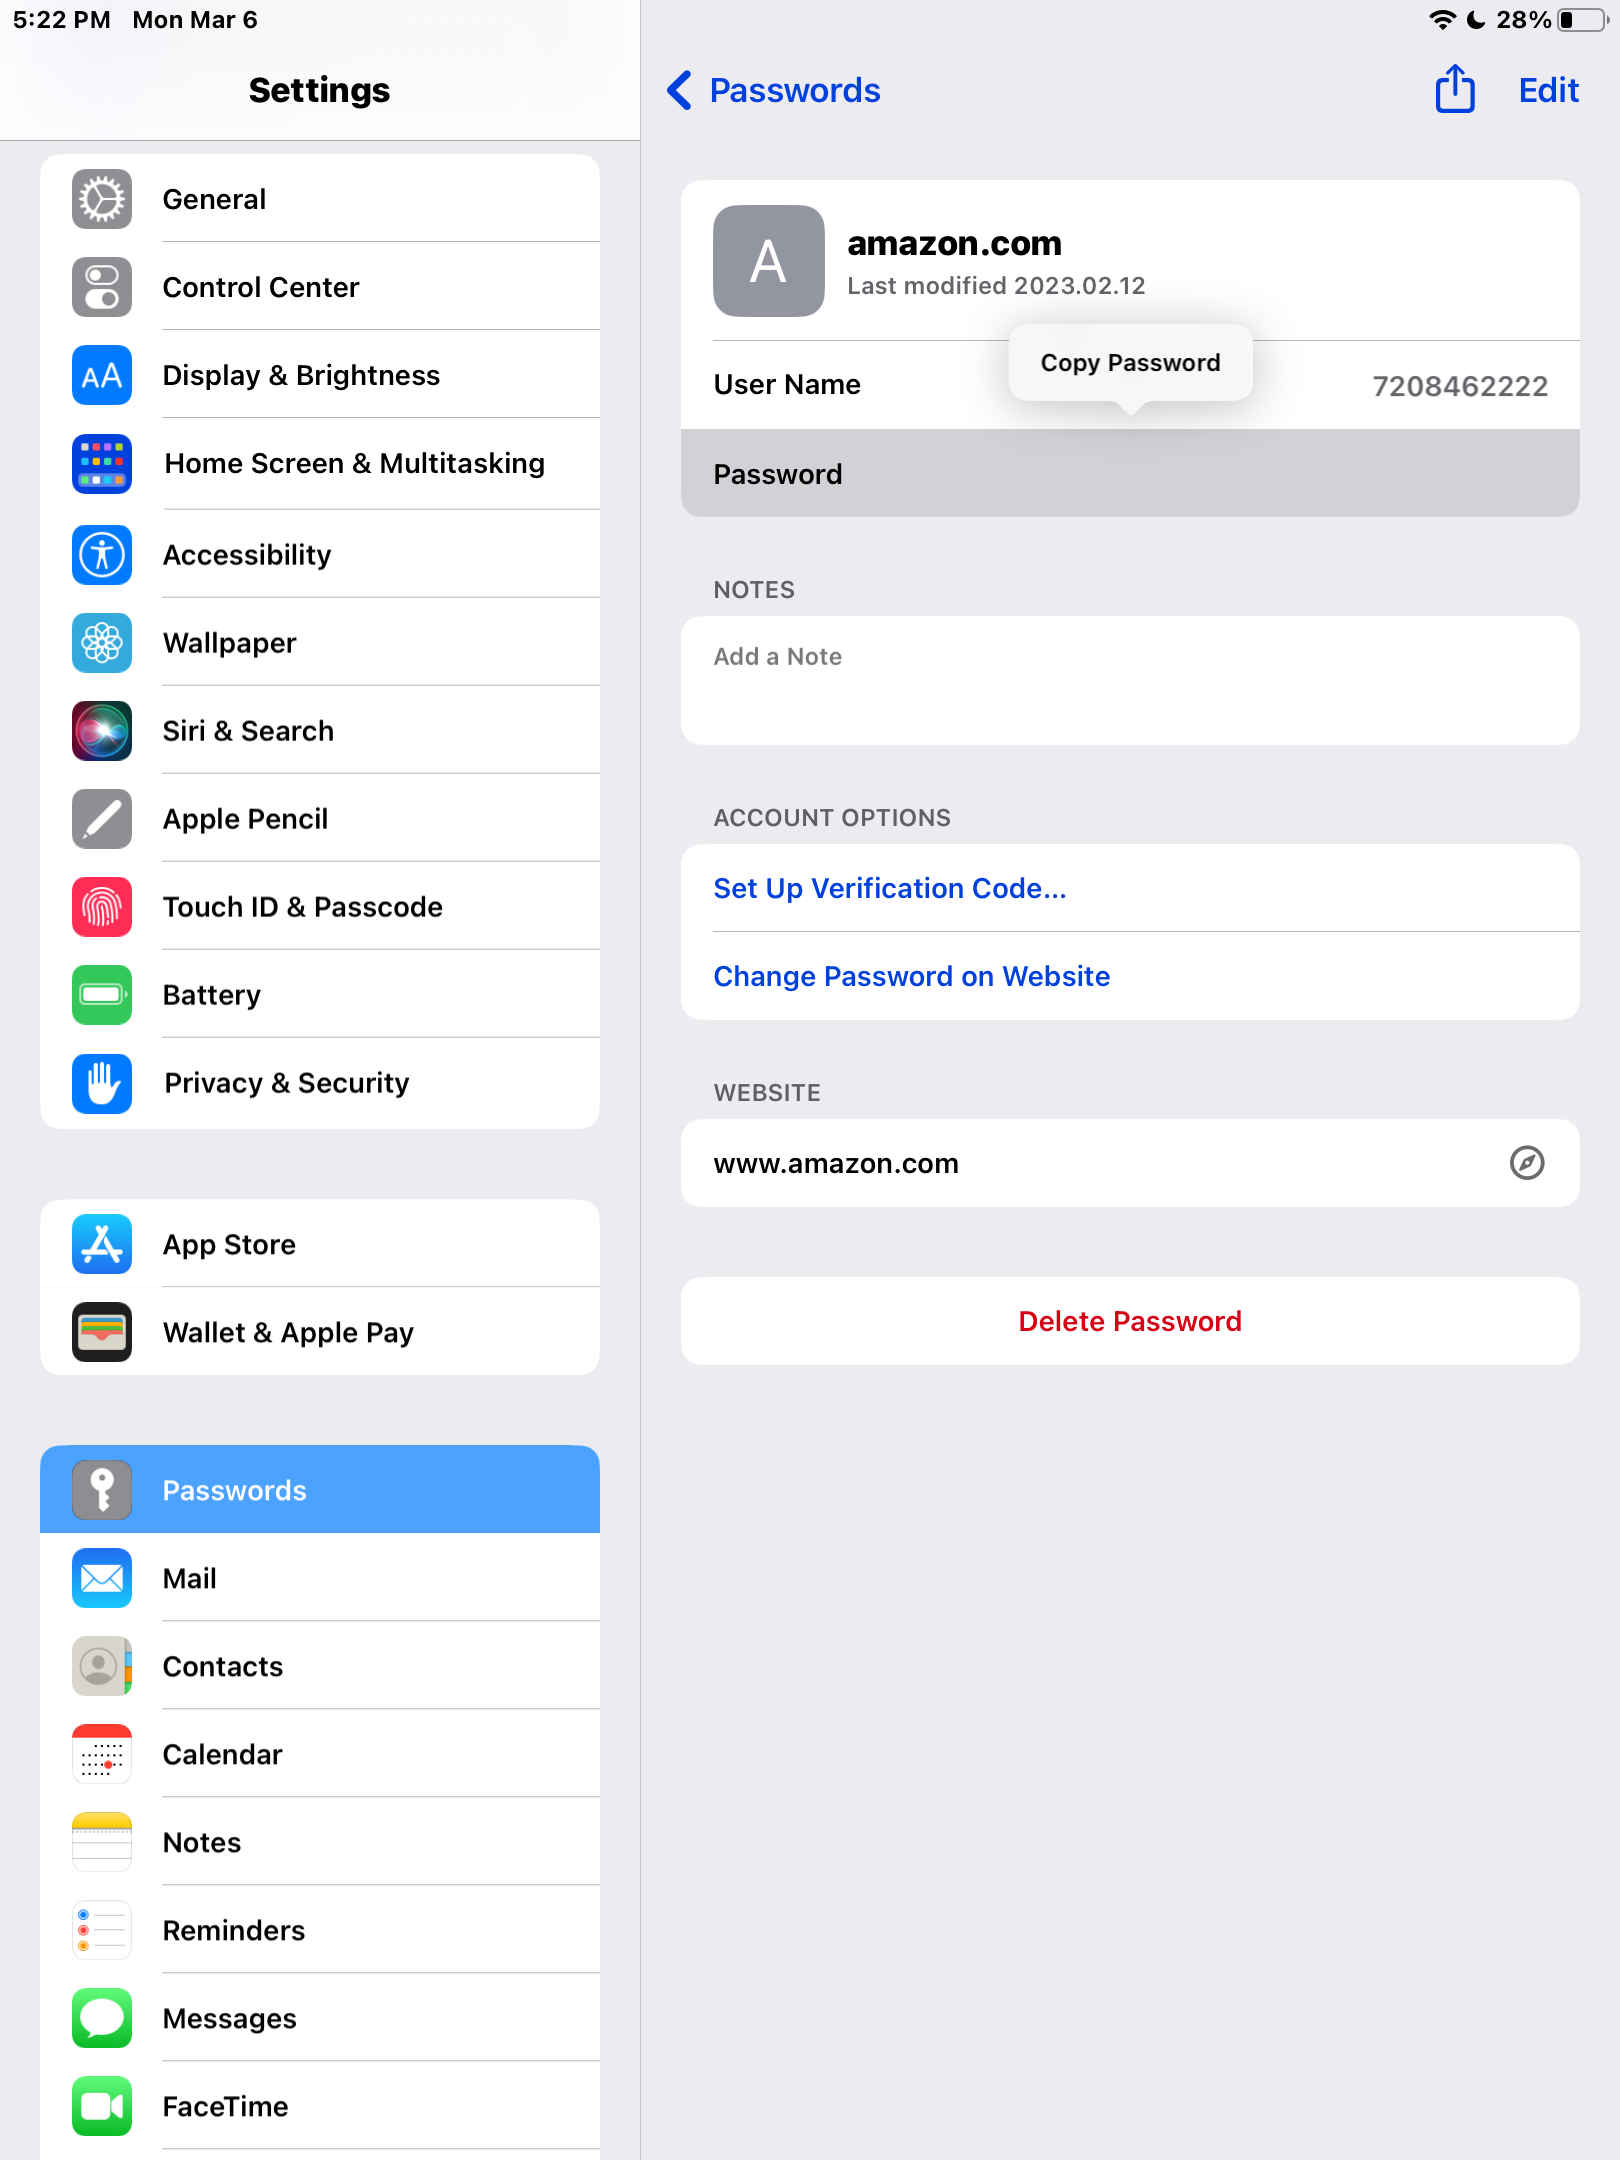 5:22 PM Mon Mar 6
28%
Settings
General
Control Center
AA
Display & Brightness
Home Screen & Multitasking
Accessibility
Wallpaper
Siri & Search
Apple Pencil
Touch ID & Passcode
Battery
Privacy & Security
App Store
Wallet & Apple Pay
Passwords
Mail
Contacts
Calendar
Notes
Reminders
Messages
FaceTime
Passwords
Edit
A
amazon.com
Last modified 2023.02.12
Copy Password
User Name 7208462222
Password
NOTES
Add a Note
ACCOUNT OPTIONS
Set Up Verification Code...
Change Password on Website
WEBSITE
www.amazon.com
Delete Password